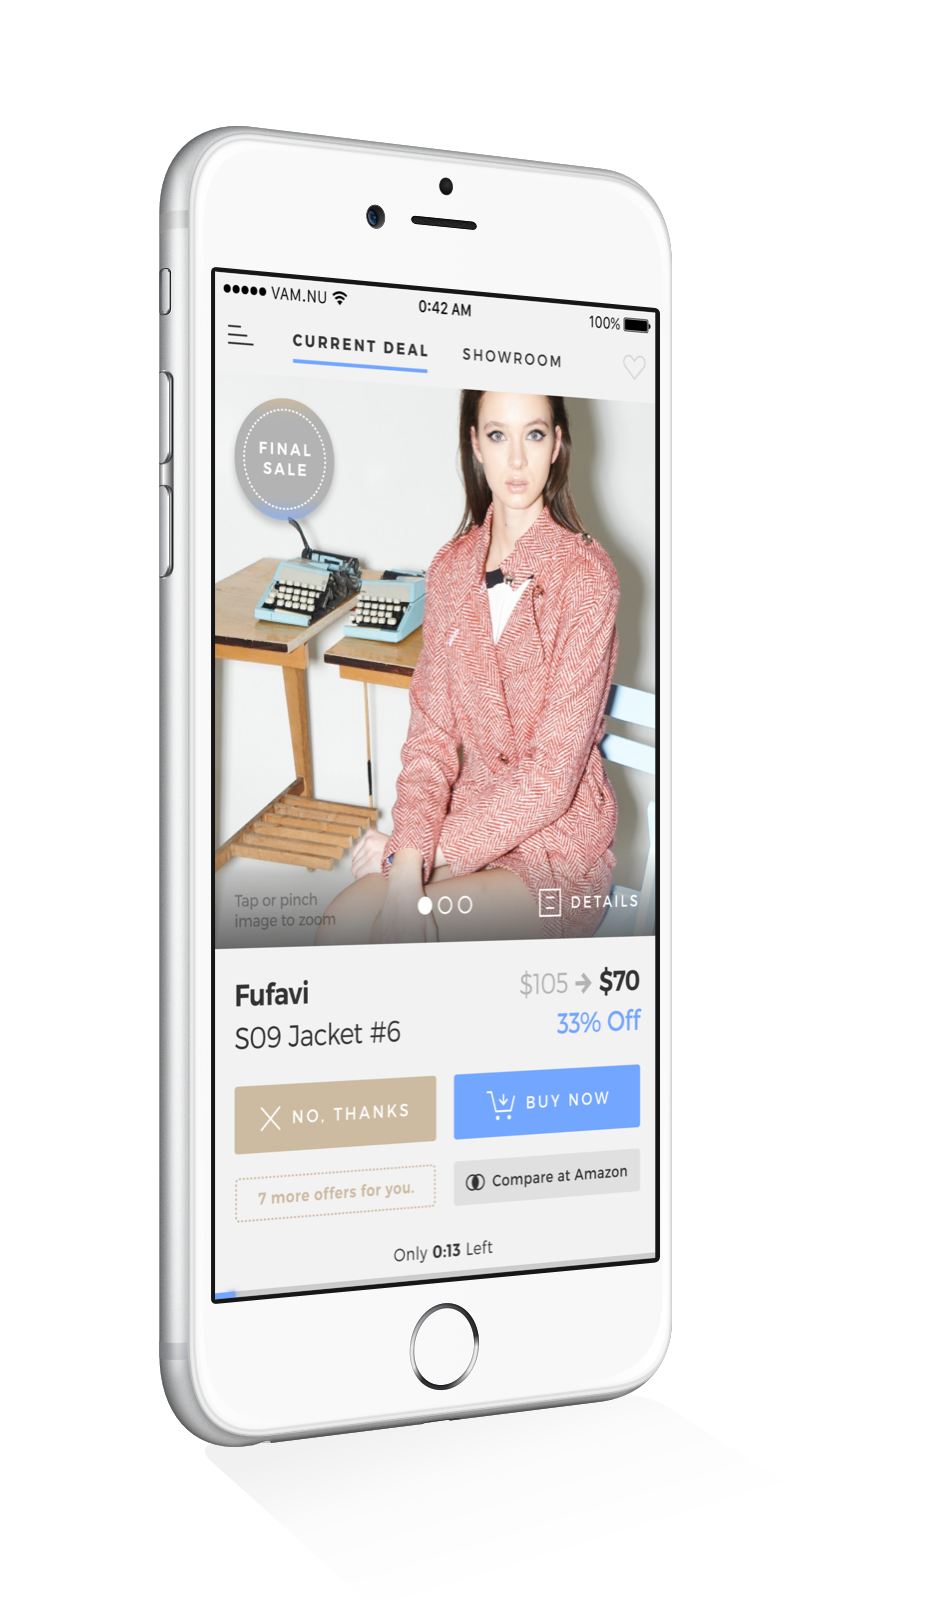 VAM.NU
0:42 AM
100%
CURRENT DEAL
SHOWROOM
FINAL
SALE
Tap or pinch
image to zoom
DETAILS
Fufavi
$105 → $70
S09 Jacket #6
33% Off
NO, THANKS
BUY NOW
7 more offers for you.
Compare at Amazon
Only 0:13 Left